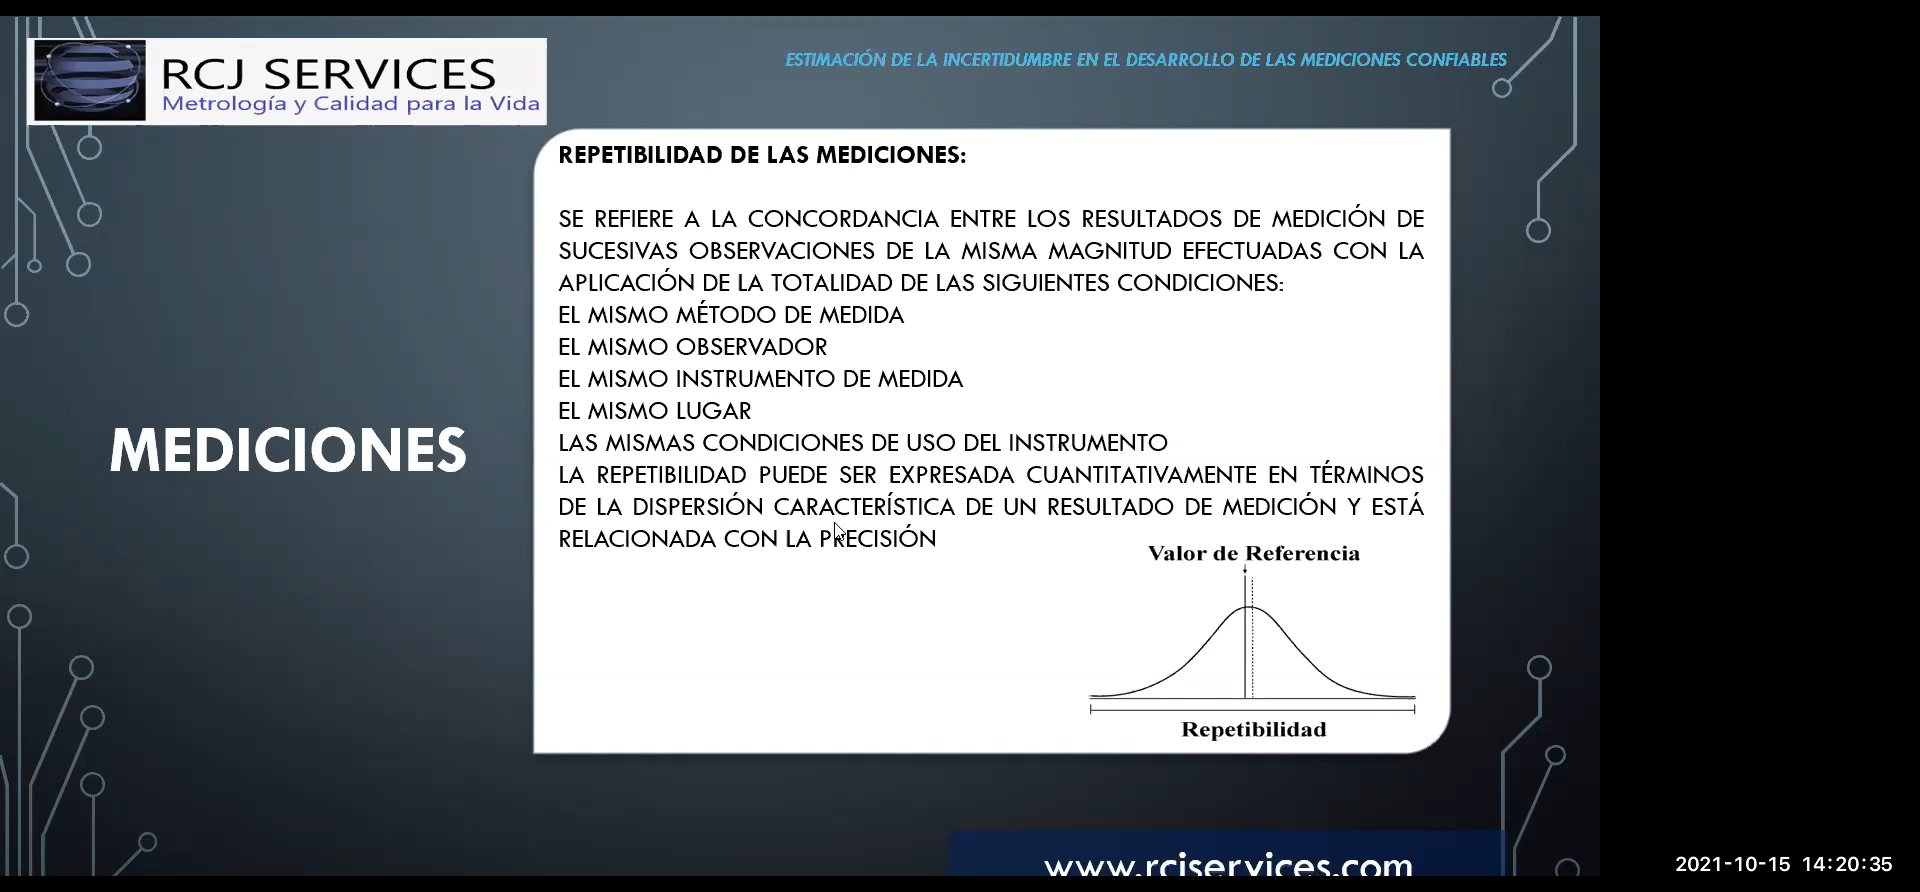 RCJ SERVICES
Metrología y Calidad para la Vida
ESTIMACIÓN DE LA INCERTIDUMBRE EN EL DESARROLLO DE LAS MEDICIONES CONFIABLES
MEDICIONES
REPETIBILIDAD DE LAS MEDICIONES:
SE REFIERE A LA CONCORDANCIA ENTRE LOS RESULTADOS DE MEDICIÓN DE
SUCESIVAS OBSERVACIONES DE LA MISMA MAGNITUD EFECTUADAS CON LA
APLICACIÓN DE LA TOTALIDAD DE LAS SIGUIENTES CONDICIONES:
EL MISMO MÉTODO DE MEDIDA
EL MISMO OBSERVADOR
EL MISMO INSTRUMENTO DE MEDIDA
EL MISMO LUGAR
LAS MISMAS CONDICIONES DE USO DEL INSTRUMENTO
LA REPETIBILIDAD PUEDE SER EXPRESADA CUANTITATIVAMENTE EN TÉRMINOS
DE LA DISPERSIÓN CARACTERÍSTICA DE UN RESULTADO DE MEDICIÓN Y ESTÁ
RELACIONADA CON LA PRECISIÓN
Valor de Referencia
Repetibilidad
www.rcjservices.com
2021-10-15 14:20:35